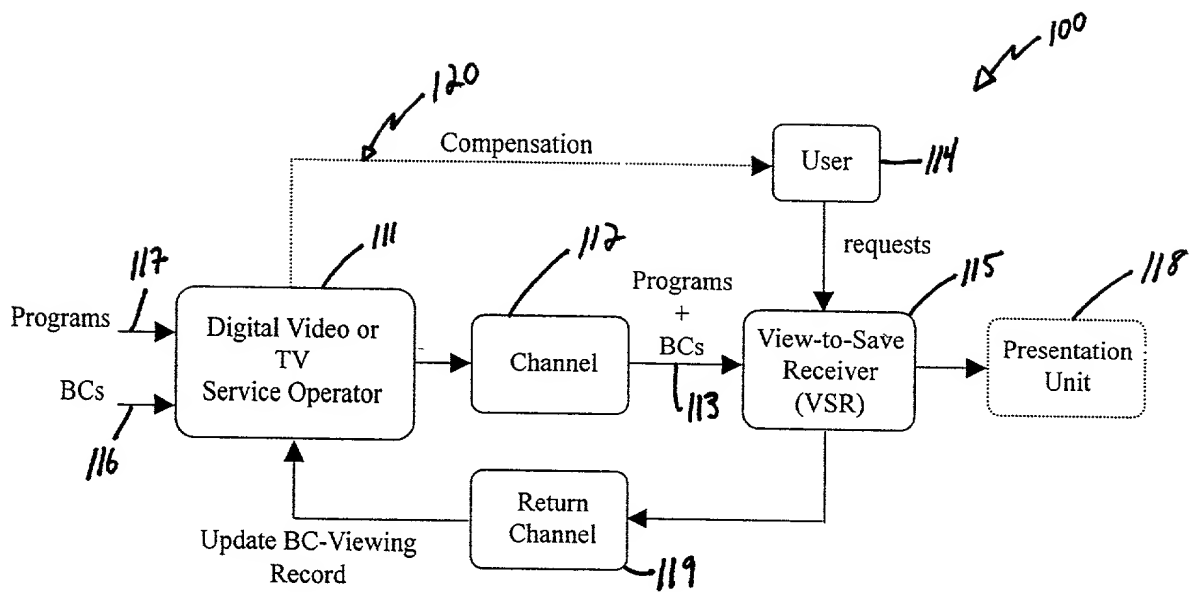 100
120
Compensation
User
114
117
111
112
requests
115
118
Programs
Digital Video or
TV
Service Operator
Channel
Programs
+
BCs
View-to-Save
Receiver
(VSR)
Presentation
Unit
BCs
116
113
Return
Channel
Update BC-Viewing
Record
119